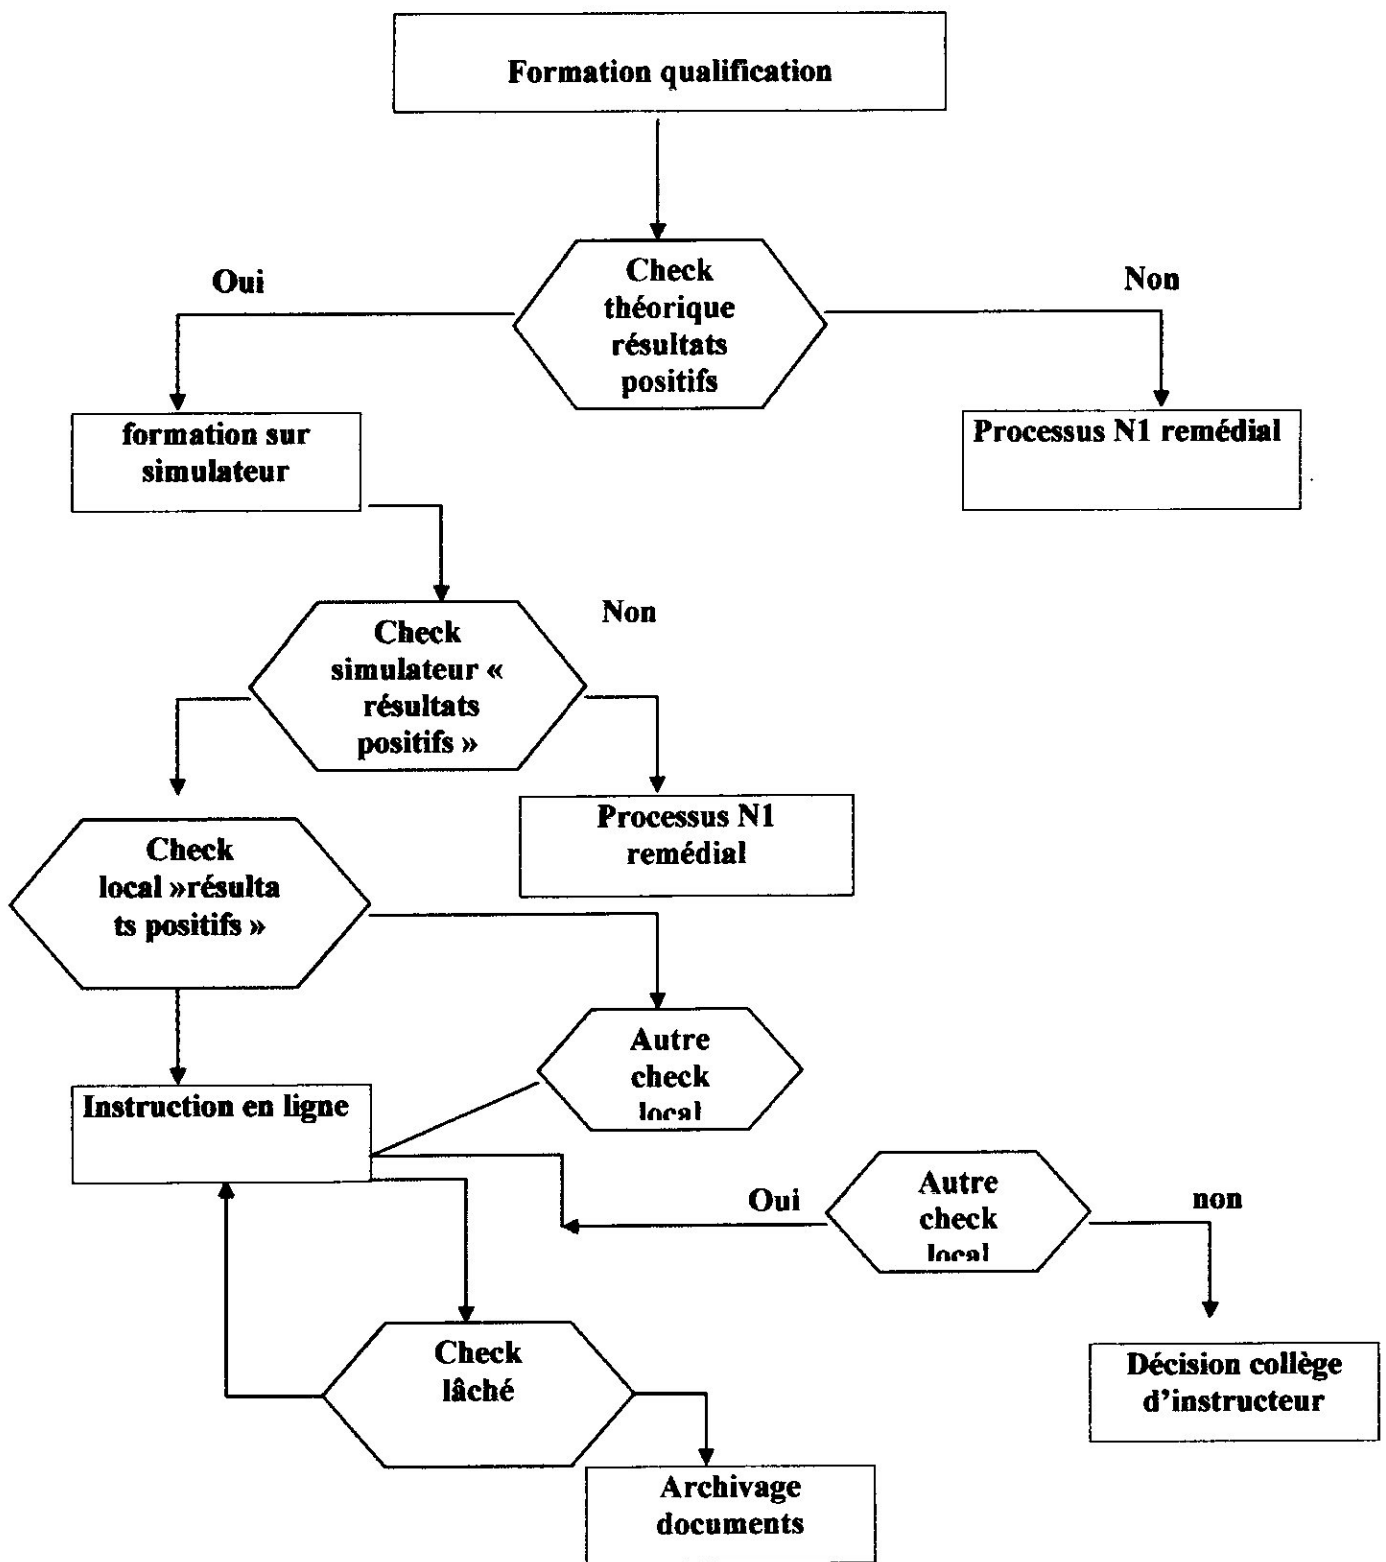 Formation qualification
Check
théorique
résultats
positifs
Oui
Non
formation sur
simulateur
Processus N1 remédial
Check
simulateur «
résultats
positifs »
Non
Processus N1
remédial
Check
local »résulta
ts positifs »
Autre
check
local
Instruction en ligne
Oui
Autre
check
local
non
Check
lâché
Décision collège
d'instructeur
Archivage
documents